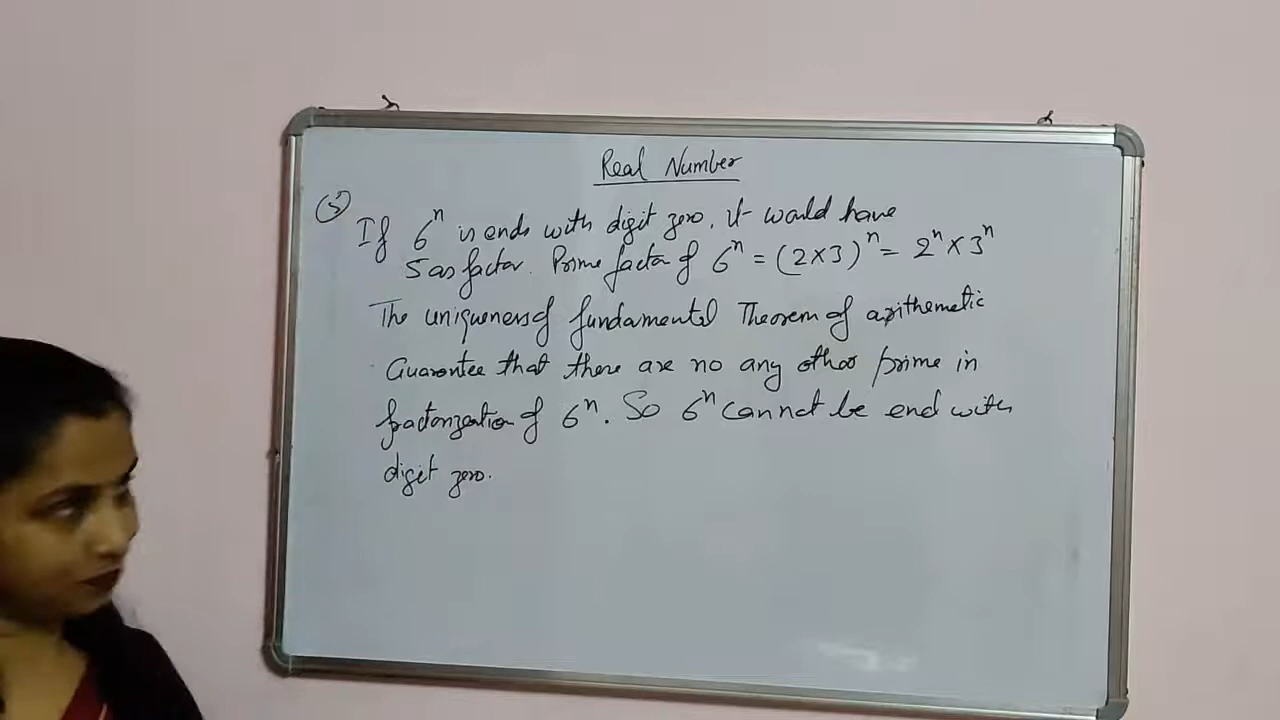 Real Number
(5)
If 6ⁿ is ends with digit zero, it would have
5 as factor. Prime factor of 6ⁿ = (2×3)ⁿ = 2ⁿ × 3ⁿ
The uniqueness of fundamental Theorem of arithematic
Guarantee that there are no any other prime in
factorization of 6ⁿ. So 6ⁿ cannot be end with
digit zero.